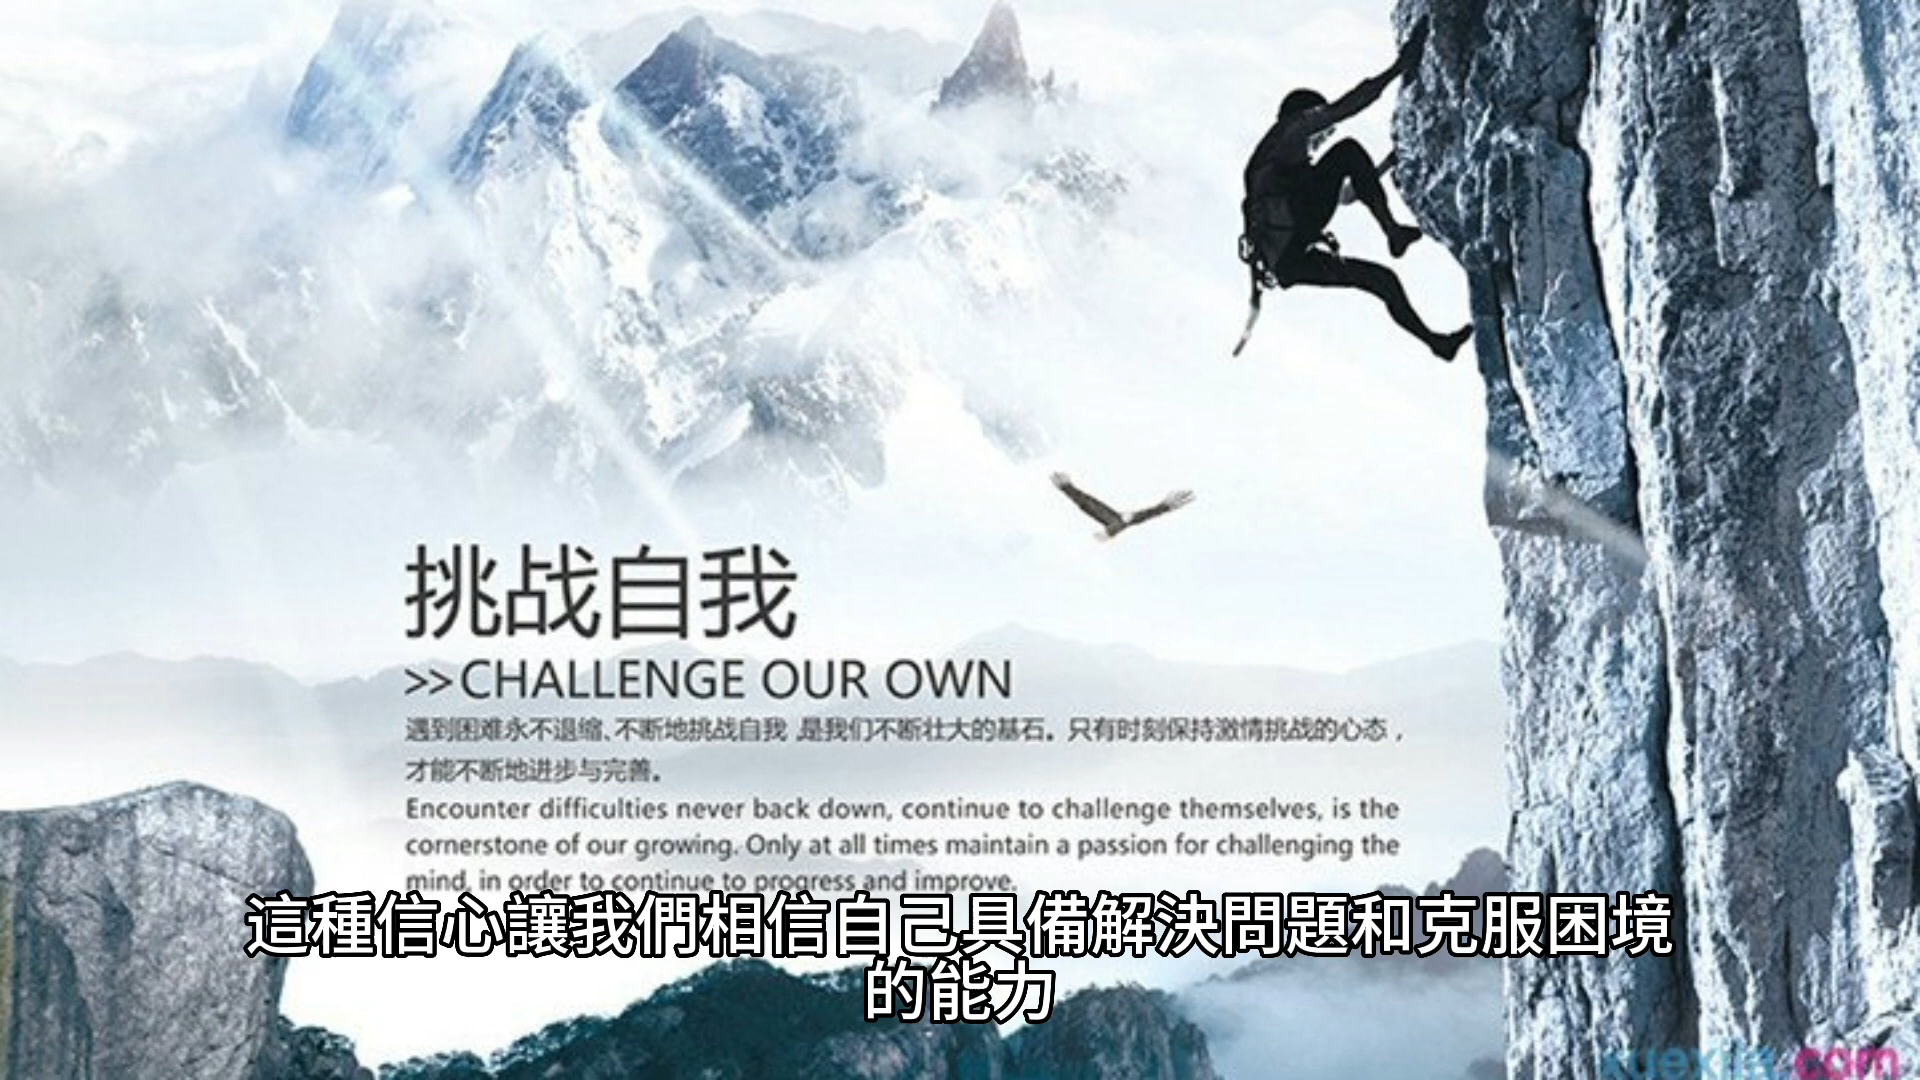 挑战自我
>>CHALLENGE OUR OWN
遇到困难永不退缩、不断地挑战自我,是我们不断壮大的基石。只有时刻保持激情挑战的心态,
才能不断地进步与完善。
Encounter difficulties never back down, continue to challenge themselves, is the
cornerstone of our growing. Only at all times maintain a passion for challenging the
mind, in order to continue to progress and improve.
這種信心讓我們相信自己具備解決問題和克服困境
的能力
xuexila.com